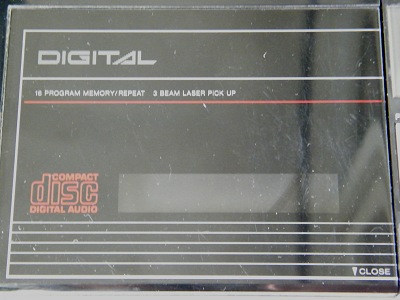 DIGITAL
16 PROGRAM MEMORY/REPEAT 3 BEAM LASER PICK UP
COMPACT
disc
DIGITAL AUDIO
CLOSE